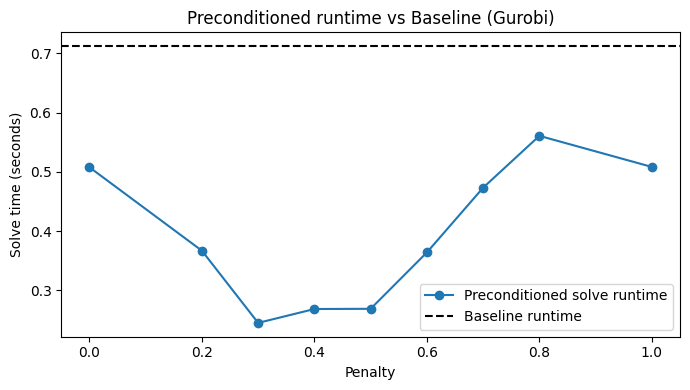 Preconditioned runtime vs Baseline (Gurobi)
Solve time (seconds)
0.7
0.6
0.5
0.4
0.3
Preconditioned solve runtime
Baseline runtime
0.0 0.2 0.4 0.6 0.8 1.0
Penalty